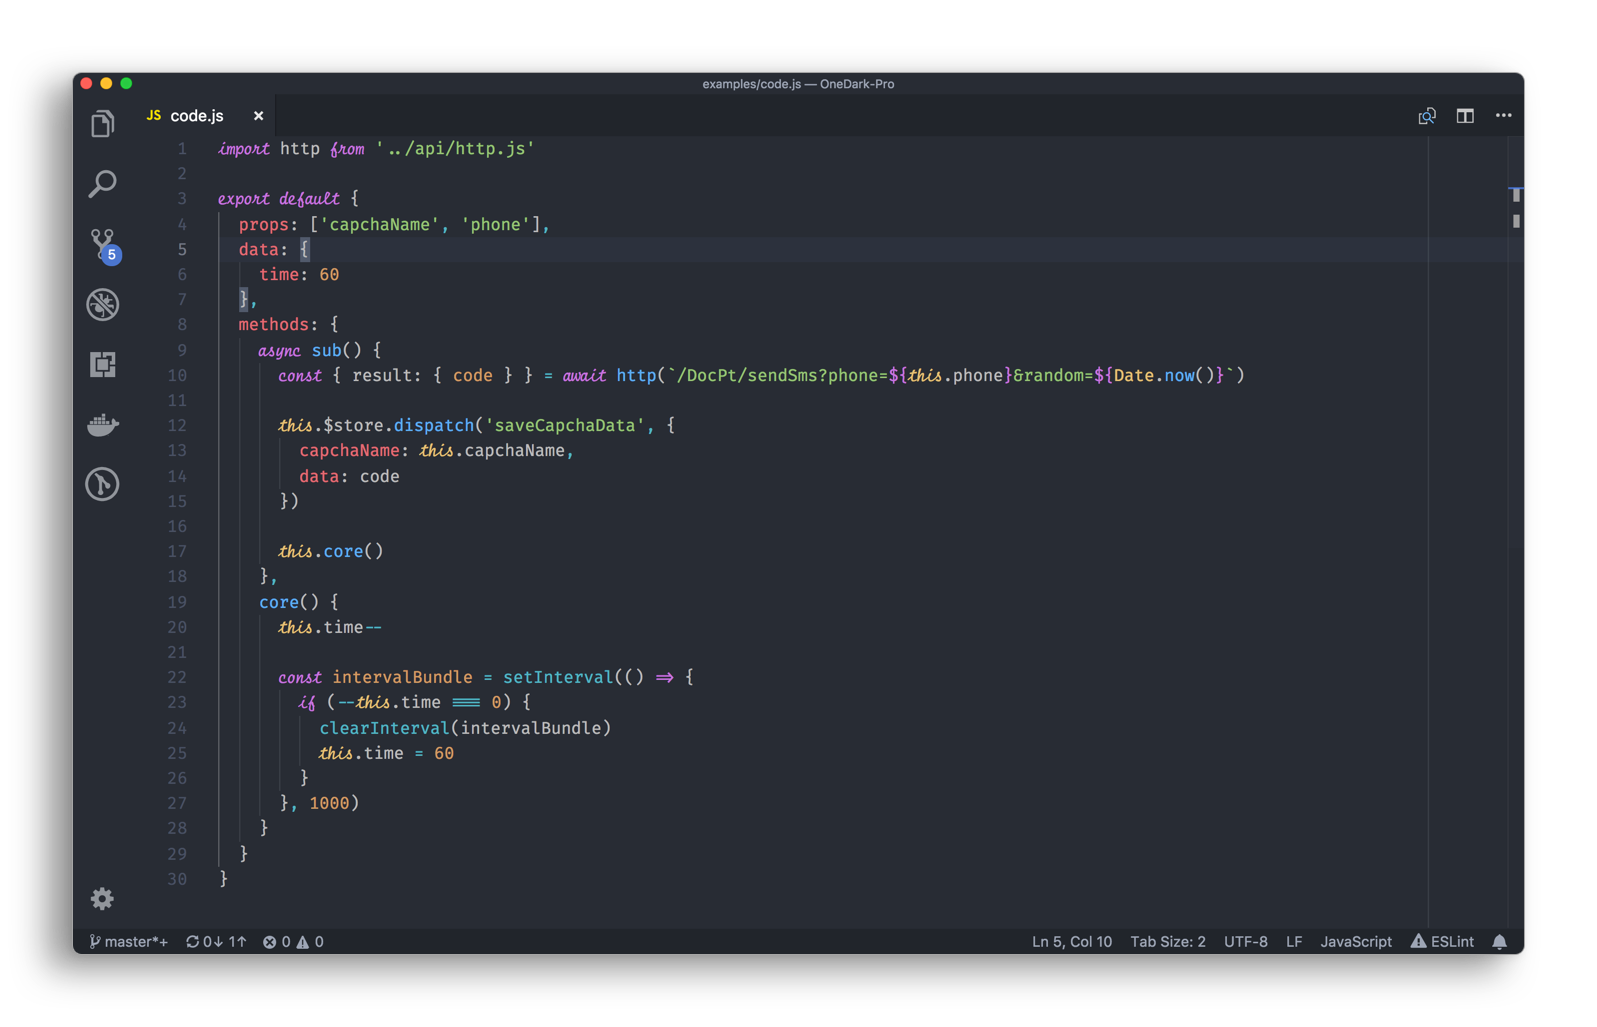 examples/code.js — OneDark-Pro
JS code.js ×
1 import http from '../api/http.js'
2
3 export default {
4   props: ['capchaName', 'phone'],
5   data: {
6     time: 60
7   },
8   methods: {
9     async sub() {
10       const { result: { code } } = await http(`/DocPt/sendSms?phone=${this.phone}&random=${Date.now()}`)
11
12       this.$store.dispatch('saveCapchaData', {
13         capchaName: this.capchaName,
14         data: code
15       })
16
17       this.core()
18     },
19     core() {
20       this.time--
21
22       const intervalBundle = setInterval(() => {
23         if (--this.time === 0) {
24           clearInterval(intervalBundle)
25           this.time = 60
26         }
27       }, 1000)
28     }
29   }
30 }
5
master*+ 0↓ 1↑ 0 0 Ln 5, Col 10 Tab Size: 2 UTF-8 LF JavaScript ESLint